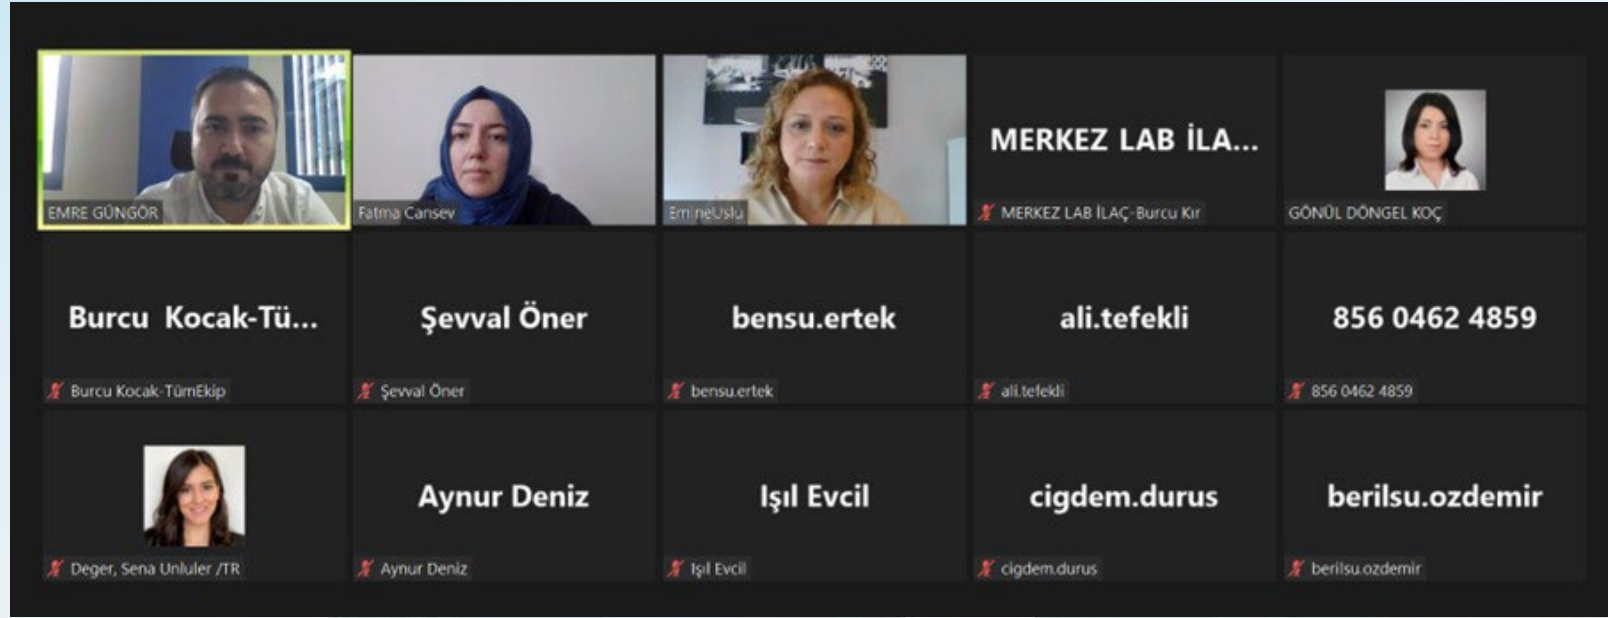 EMRE GÜNGÖR
Fatma Cansev
EmineUslu
MERKEZ LAB İLA...
MERKEZ LAB İLAÇ-Burcu Kır
GÖNÜL DÖNGEL KOÇ
Burcu Kocak-Tü...
Burcu Kocak-TümEkip
Şevval Öner
Şevval Öner
bensu.ertek
bensu.ertek
ali.tefekli
ali.tefekli
856 0462 4859
856 0462 4859
Deger, Sena Unluler /TR
Aynur Deniz
Aynur Deniz
Işıl Evcil
Işıl Evcil
cigdem.durus
cigdem.durus
berilsu.ozdemir
berilsu.ozdemir